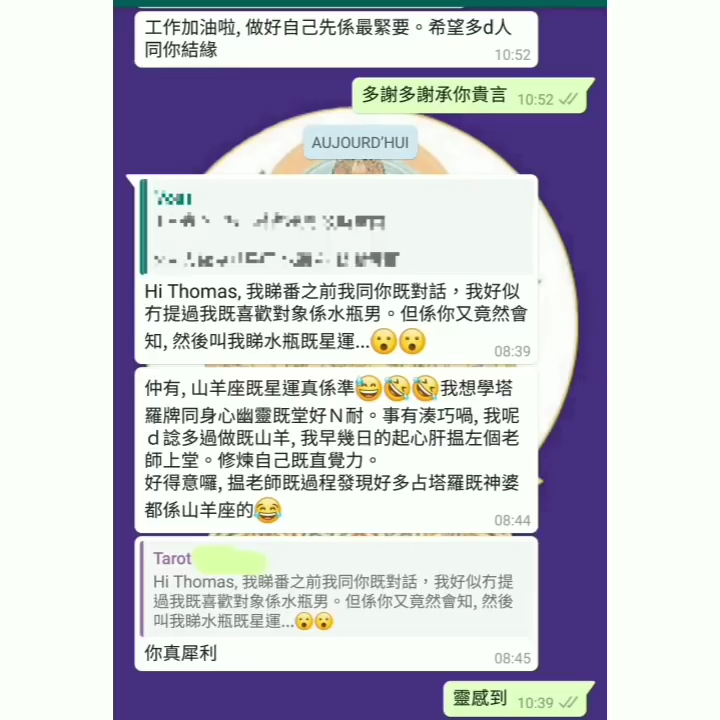 工作加油啦, 做好自己先係最緊要。希望多d人
同你結緣
10:52
多謝多謝承你貴言 10:52
AUJOURD'HUI
Hi Thomas, 我睇番之前我同你既對話，我好似
冇提過我既喜歡對象係水瓶男。但係你又竟然會
知, 然後叫我睇水瓶既星運...😮😮
08:39
仲有, 山羊座既星運真係準😅🤣🤣我想學塔
羅牌同身心幽靈既堂好Ｎ耐。事有湊巧喎, 我呢
ｄ諗多過做既山羊, 我早幾日的起心肝揾左個老
師上堂。修煉自己既直覺力。
好得意囉, 揾老師既過程發現好多占塔羅既神婆
都係山羊座的😂
08:44
Tarot
Hi Thomas, 我睇番之前我同你既對話，我好似冇提
過我既喜歡對象係水瓶男。但係你又竟然會知, 然後
叫我睇水瓶既星運...😮😮
你真犀利
08:45
靈感到 10:39